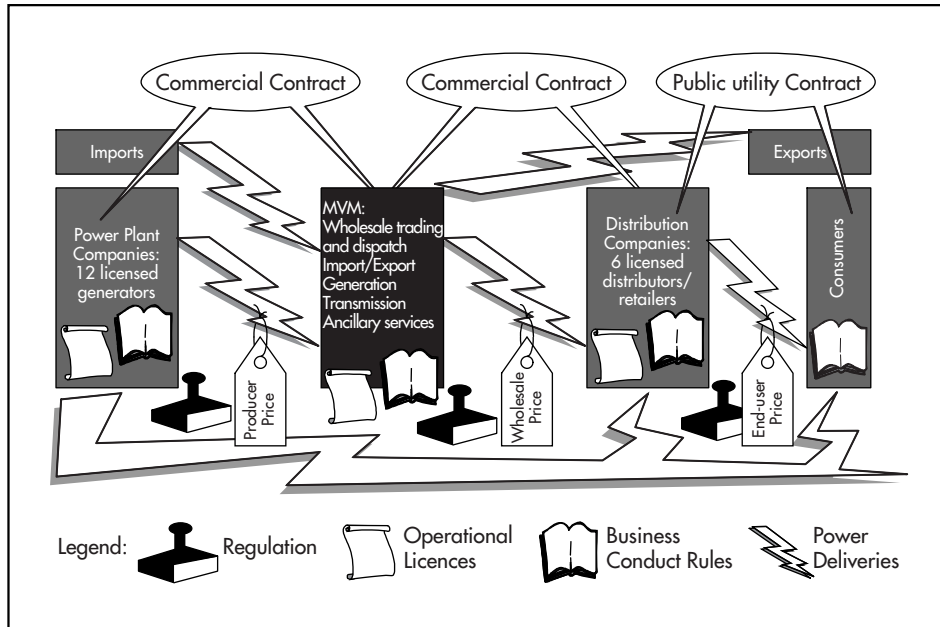 Commercial Contract
Commercial Contract
Public utility Contract
Imports
Exports
Power Plant
Companies:
12 licensed
generators
MVM:
Wholesale trading
and dispatch
Import/Export
Generation
Transmission
Ancillary services
Distribution
Companies:
6 licensed
distributors/
retailers
Consumers
Producer
Price
Wholesale
Price
End-user
Price
Legend:
Regulation
Operational
Licences
Business
Conduct Rules
Power
Deliveries